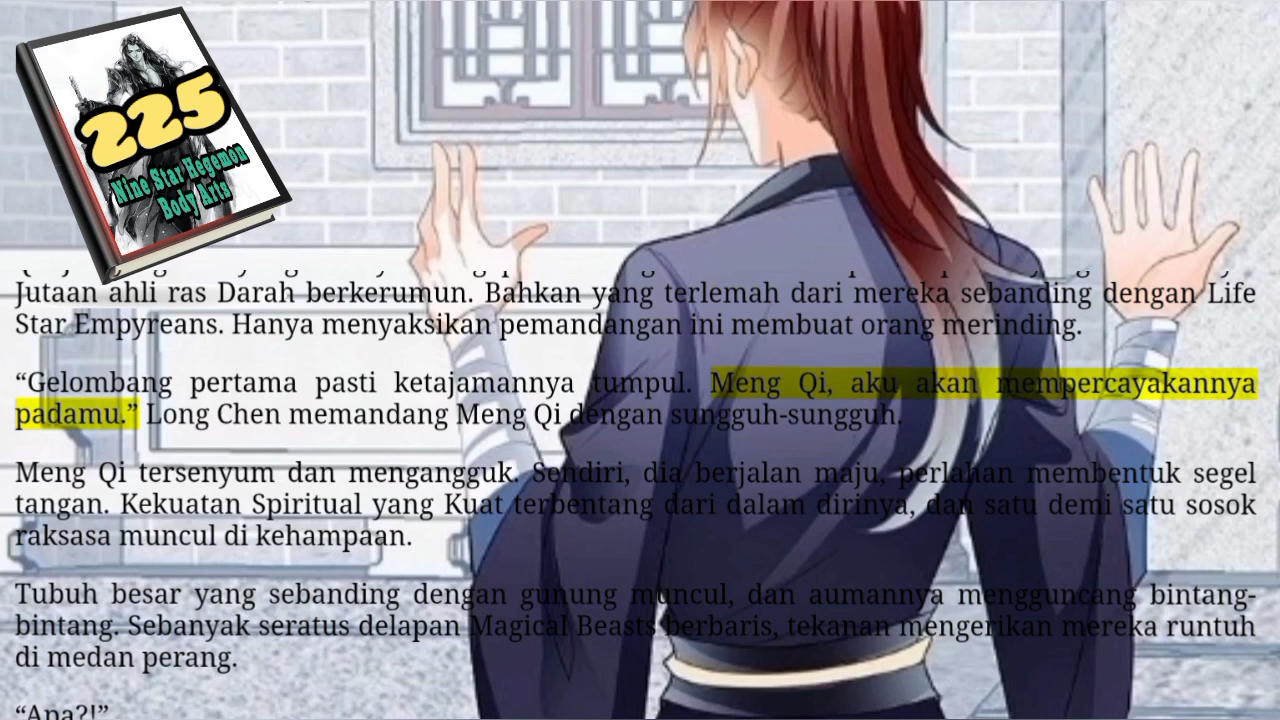 225
Nine Star Hegemon
Body Arts
Jutaan ahli ras Darah berkerumun. Bahkan yang terlemah dari mereka sebanding dengan Life
Star Empyreans. Hanya menyaksikan pemandangan ini membuat orang merinding.
“Gelombang pertama pasti ketajamannya tumpul. Meng Qi, aku akan mempercayakannya
padamu.” Long Chen memandang Meng Qi dengan sungguh-sungguh.
Meng Qi tersenyum dan mengangguk. Sendiri, dia berjalan maju, perlahan membentuk segel
tangan. Kekuatan Spiritual yang Kuat terbentang dari dalam dirinya, dan satu demi satu sosok
raksasa muncul di kehampaan.
Tubuh besar yang sebanding dengan gunung muncul, dan aumannya mengguncang bintang-
bintang. Sebanyak seratus delapan Magical Beasts berbaris, tekanan mengerikan mereka runtuh
di medan perang.
“Apa?!”